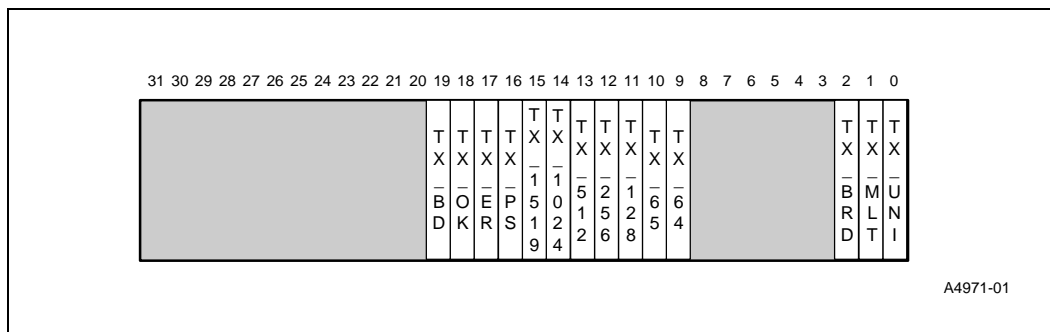 31 30 29 28 27 26 25 24 23 22 21 20 19 18 17 16 15 14 13 12 11 10 9 8 7 6 5 4 3 2 1 0
TX_BD
TX_OK
TX_ER
TX_PS
TX_1519
TX_1024
TX_512
TX_256
TX_128
TX_65
TX_64
TX_BRD
TX_MLT
TX_UNI
A4971-01